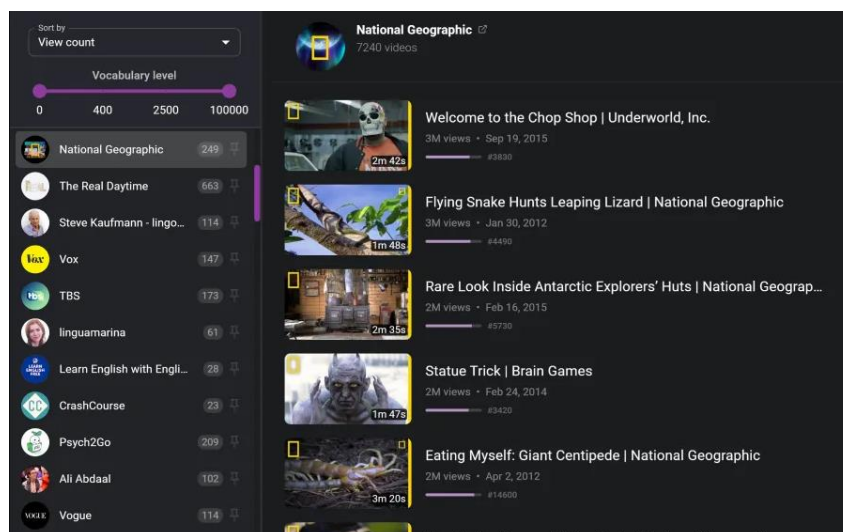 Sort by
View count
Vocabulary level
0 400 2500 100000
National Geographic 249
The Real Daytime 663
Steve Kaufmann - lingo... 114
Vox 147
TBS 173
linguamarina 61
Learn English with Engli... 28
CrashCourse 23
Psych2Go 209
Ali Abdaal 102
VOGUE Vogue 114
National Geographic
7240 videos
2m 42s
Welcome to the Chop Shop | Underworld, Inc.
3M views • Sep 19, 2015
#3830
1m 48s
Flying Snake Hunts Leaping Lizard | National Geographic
3M views • Jan 30, 2012
#4490
2m 35s
Rare Look Inside Antarctic Explorers' Huts | National Geograp...
2M views • Feb 16, 2015
#5730
1m 47s
Statue Trick | Brain Games
2M views • Feb 24, 2014
#3420
3m 20s
Eating Myself: Giant Centipede | National Geographic
2M views • Apr 2, 2012
#14600